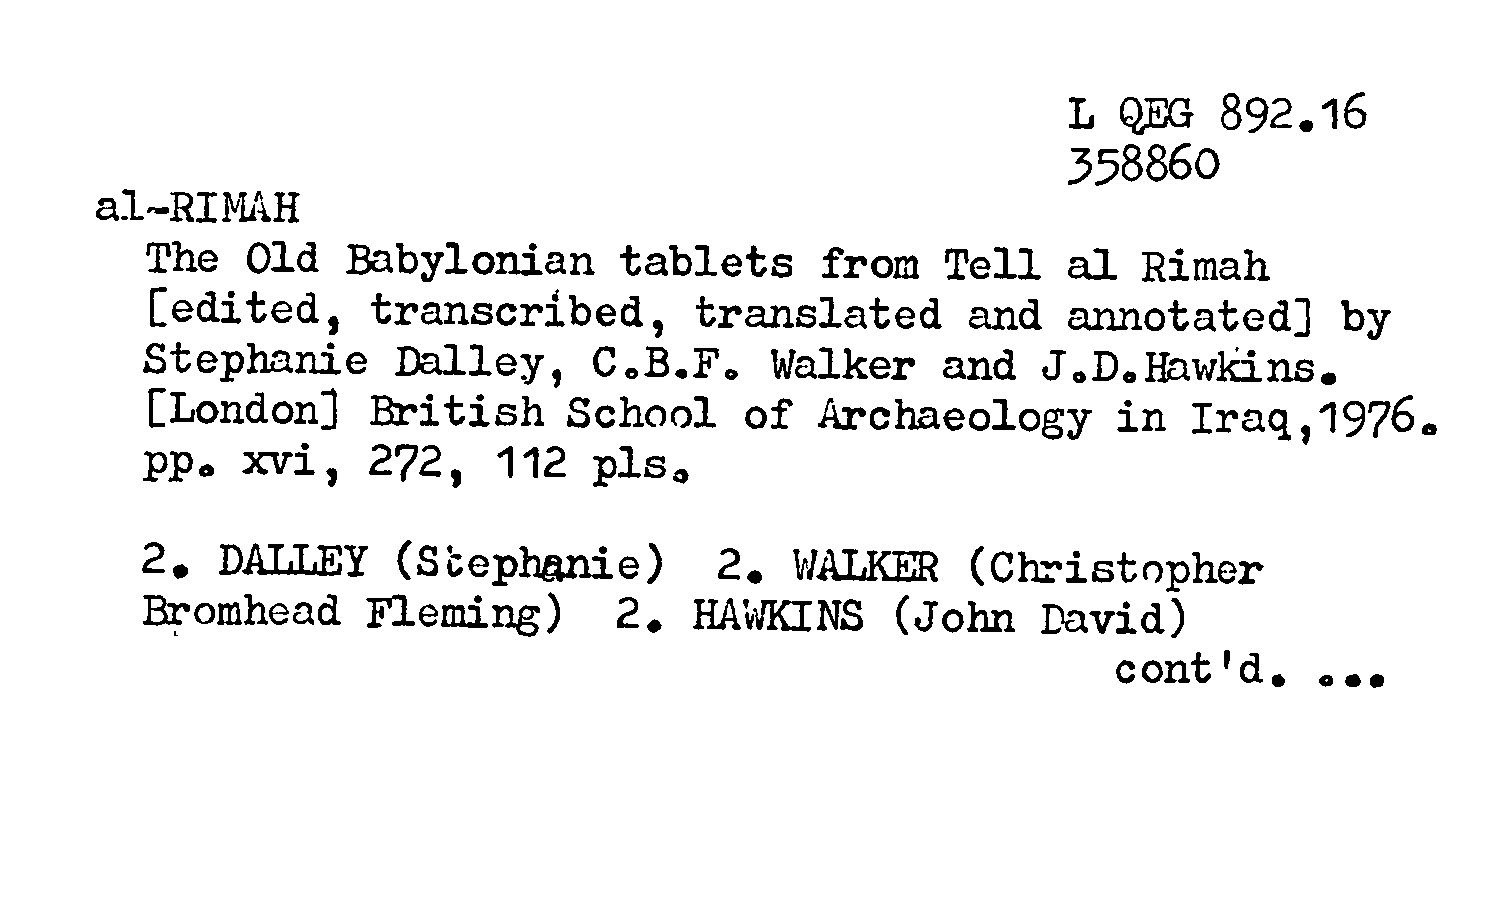 L QEG 892.16
358860
al-RIMAH
The Old Babylonian tablets from Tell al Rimah
[edited, transcribed, translated and annotated] by
Stephanie Dalley, C.B.F. Walker and J.D.Hawkins.
[London] British School of Archaeology in Iraq,1976.
pp. xvi, 272, 112 pls.
2. DALLEY (Stephanie) 2. WALKER (Christopher
Bromhead Fleming) 2. HAWKINS (John David)
cont'd. ...